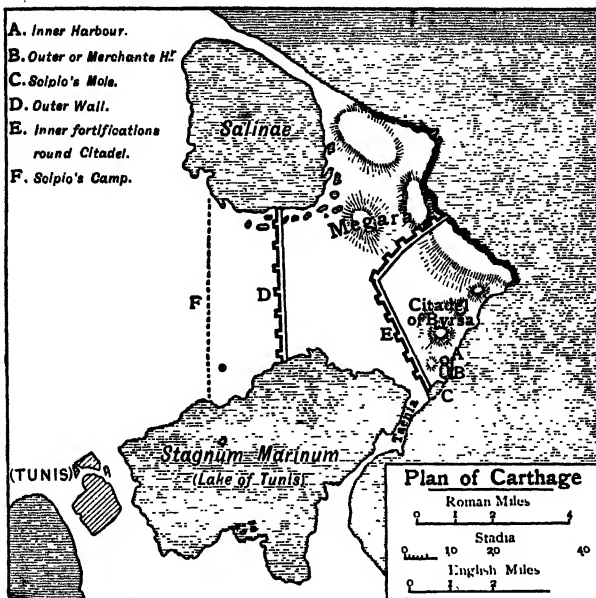 A. Inner Harbour.
B. Outer or Merchante Hr
C. Scipio's Mole.
D. Outer Wall.
E. Inner fortifications
round Citadel.
F. Scipio's Camp.
Salinae
Megara
F
D
E
Citadel
of Byrsa
A
B
C
Taenia
Stagnum Marinum
(Lake of Tunis)
(TUNIS)
Plan of Carthage
Roman Miles
0 1 2 4
Stadia
0 10 20 40
English Miles
0 1 2